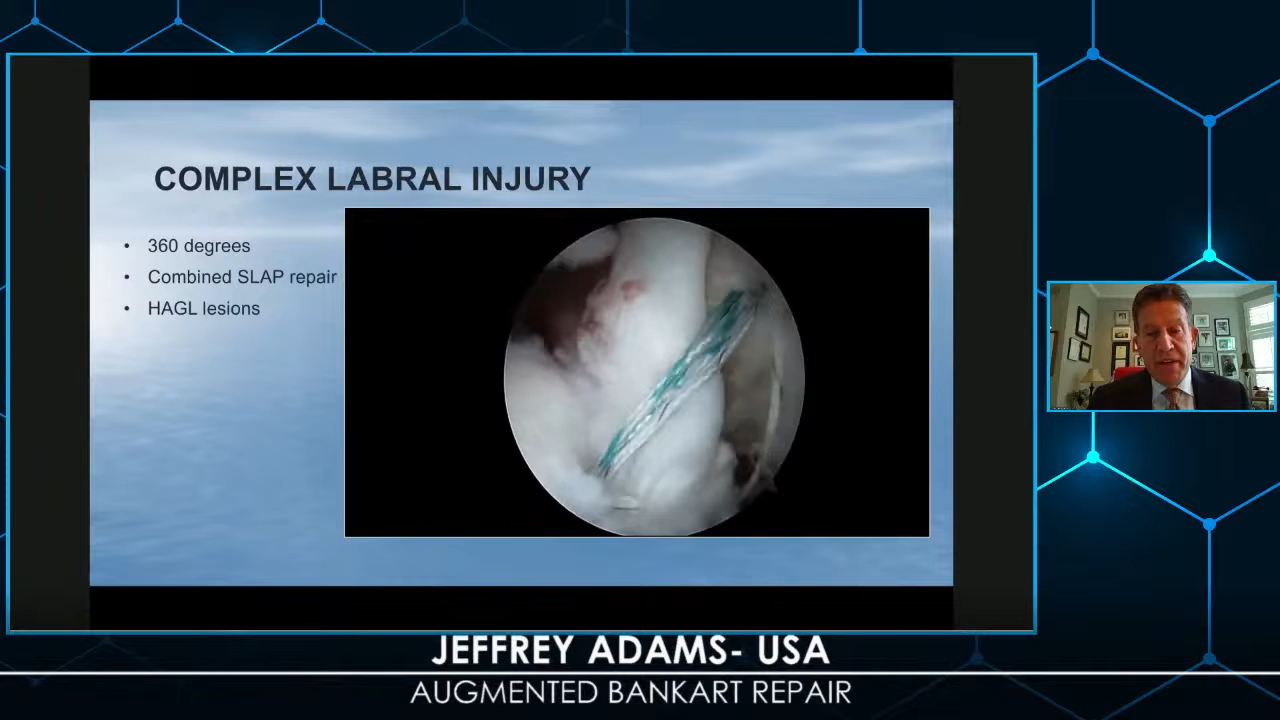 COMPLEX LABRAL INJURY
• 360 degrees
• Combined SLAP repair
• HAGL lesions
JEFFREY ADAMS- USA
AUGMENTED BANKART REPAIR